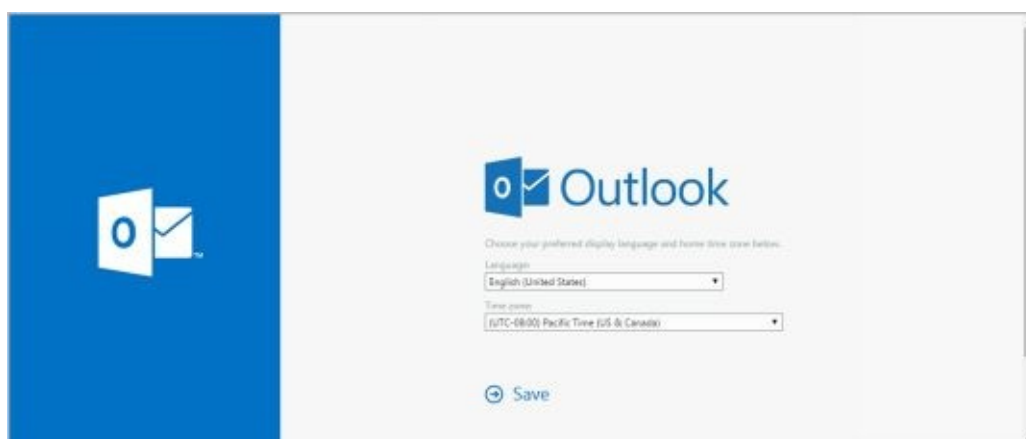 O
TM
O Outlook
Choose your preferred display language and home time zone below.
Language:
English (United States)
Time zone:
(UTC-08:00) Pacific Time (US & Canada)
Save